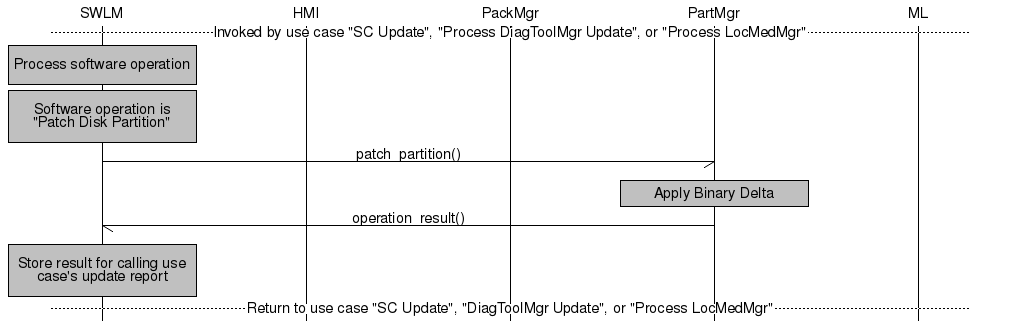 SWLM HMI PackMgr PartMgr ML
Invoked by use case "SC Update", "Process DiagToolMgr Update", or "Process LocMedMgr"
Process software operation
Software operation is
"Patch Disk Partition"
patch_partition()
Apply Binary Delta
operation_result()
Store result for calling use
case's update report
Return to use case "SC Update", "DiagToolMgr Update", or "Process LocMedMgr"